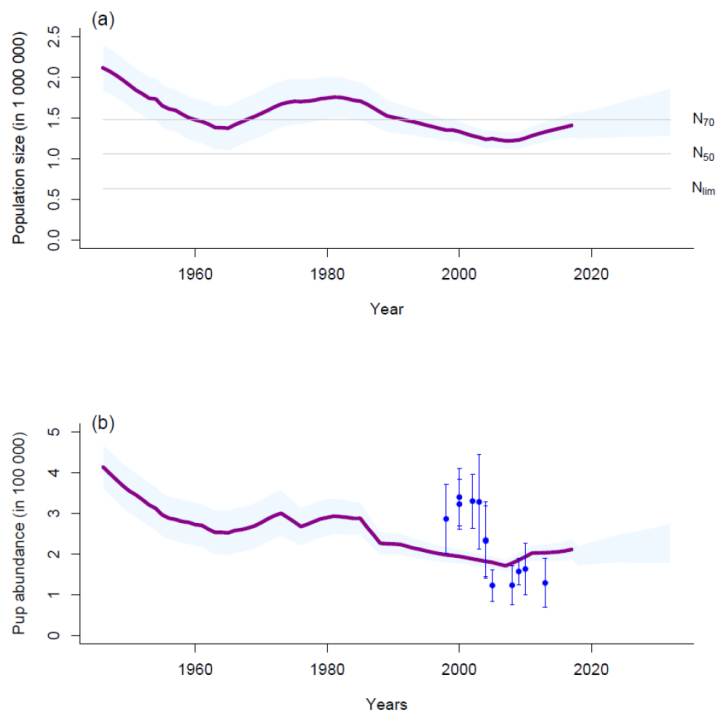 (a)
Population size (in 1 000 000)
2.5
2.0
1.5
1.0
0.5
0.0
N70
N50
Nlim
1960 1980 2000 2020
Year
(b)
Pup abundance (in 100 000)
5
4
3
2
1
0
1960 1980 2000 2020
Years